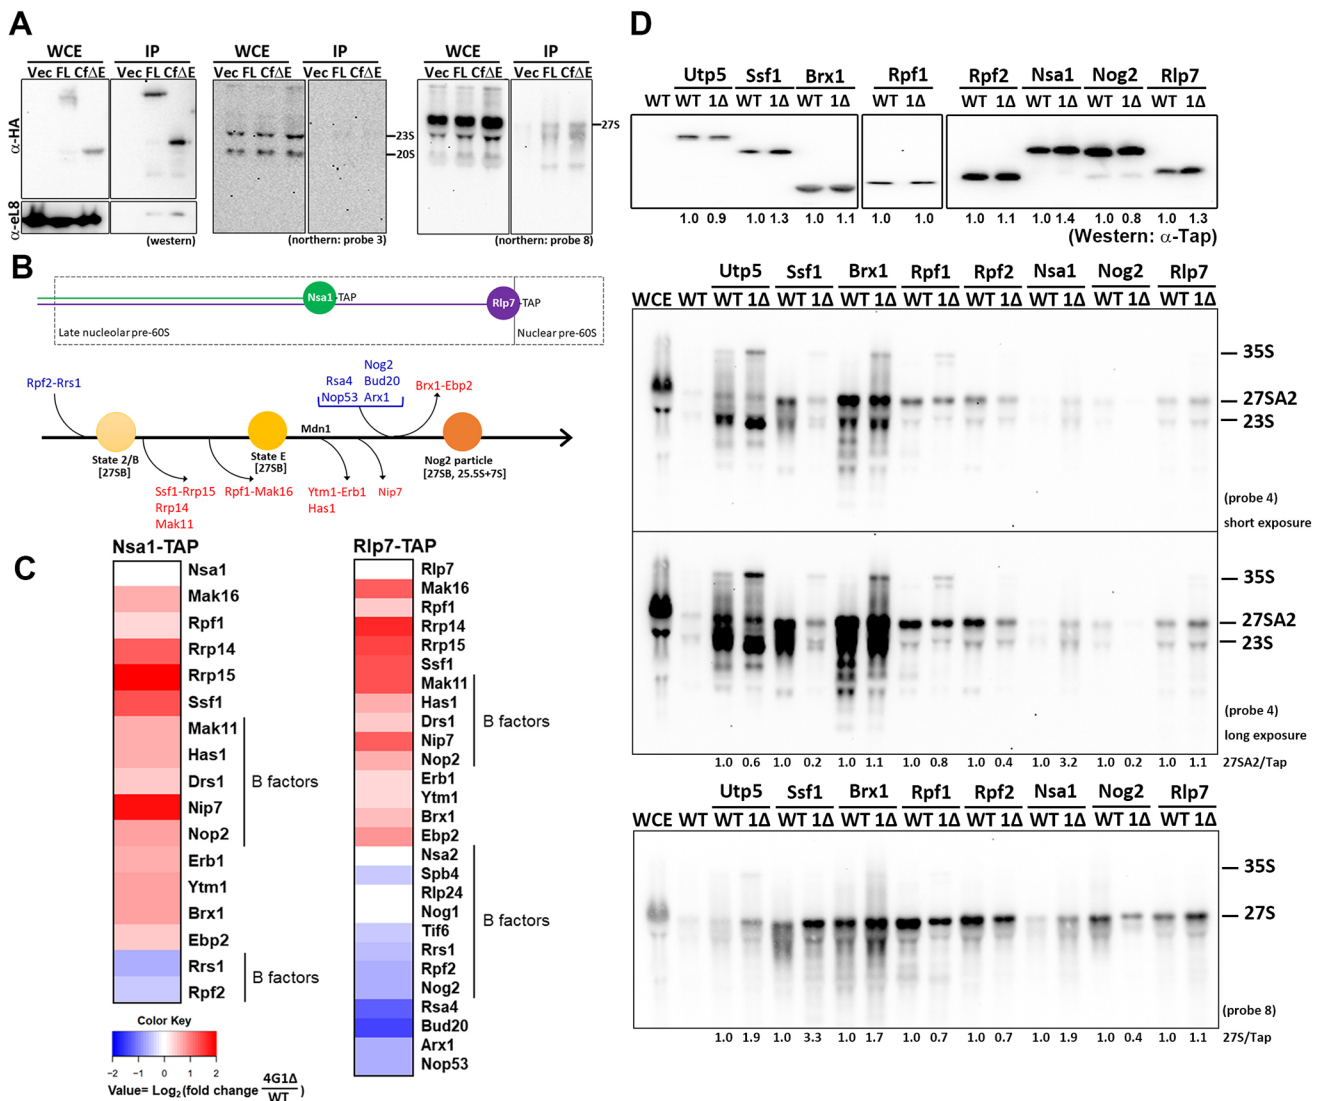 A
WCE IP
Vec FL CfΔE Vec FL CfΔE
α-HA
α-eL8
(western)
WCE IP
Vec FL CfΔE Vec FL CfΔE
23S
20S
(northern: probe 3)
WCE IP
Vec FL CfΔE Vec FL CfΔE
27S
(northern: probe 8)
B
Nsa1 -TAP
Rlp7 -TAP
Late nucleolar pre-60S
Nuclear pre-60S
Rpf2-Rrs1
Rsa4
Nop53
Nog2
Bud20
Arx1
Brx1-Ebp2
Mdn1
State 2/B
[27SB]
State E
[27SB]
Nog2 particle
[27SB, 25.5S+7S]
Ssf1-Rrp15
Rrp14
Mak11
Rpf1-Mak16
Ytm1-Erb1
Has1
Nip7
C
Nsa1-TAP
Nsa1
Mak16
Rpf1
Rrp14
Rrp15
Ssf1
Mak11
Has1
Drs1
Nip7
Nop2
B factors
Erb1
Ytm1
Brx1
Ebp2
Rrs1
Rpf2
B factors
Color Key
−2 −1 0 1 2
Value= Log2(fold change 4G1Δ/WT)
Rlp7-TAP
Rlp7
Mak16
Rpf1
Rrp14
Rrp15
Ssf1
Mak11
Has1
Drs1
Nip7
Nop2
B factors
Erb1
Ytm1
Brx1
Ebp2
Nsa2
Spb4
Rlp24
Nog1
Tif6
Rrs1
Rpf2
Nog2
B factors
Rsa4
Bud20
Arx1
Nop53
D
Utp5 Ssf1 Brx1 Rpf1 Rpf2 Nsa1 Nog2 Rlp7
WT WT 1Δ WT 1Δ WT 1Δ WT 1Δ WT 1Δ WT 1Δ WT 1Δ WT 1Δ
1.0 0.9 1.0 1.3 1.0 1.1 1.0 1.0 1.0 1.1 1.0 1.4 1.0 0.8 1.0 1.3
(Western: α-Tap)
Utp5 Ssf1 Brx1 Rpf1 Rpf2 Nsa1 Nog2 Rlp7
WCE WT WT 1Δ WT 1Δ WT 1Δ WT 1Δ WT 1Δ WT 1Δ WT 1Δ WT 1Δ
35S
27SA2
23S
(probe 4)
short exposure
35S
27SA2
23S
(probe 4)
long exposure
1.0 0.6 1.0 0.2 1.0 1.1 1.0 0.8 1.0 0.4 1.0 3.2 1.0 0.2 1.0 1.1 27SA2/Tap
Utp5 Ssf1 Brx1 Rpf1 Rpf2 Nsa1 Nog2 Rlp7
WCE WT WT 1Δ WT 1Δ WT 1Δ WT 1Δ WT 1Δ WT 1Δ WT 1Δ WT 1Δ
35S
27S
(probe 8)
1.0 1.9 1.0 3.3 1.0 1.7 1.0 0.7 1.0 0.7 1.0 1.9 1.0 0.4 1.0 1.1 27S/Tap